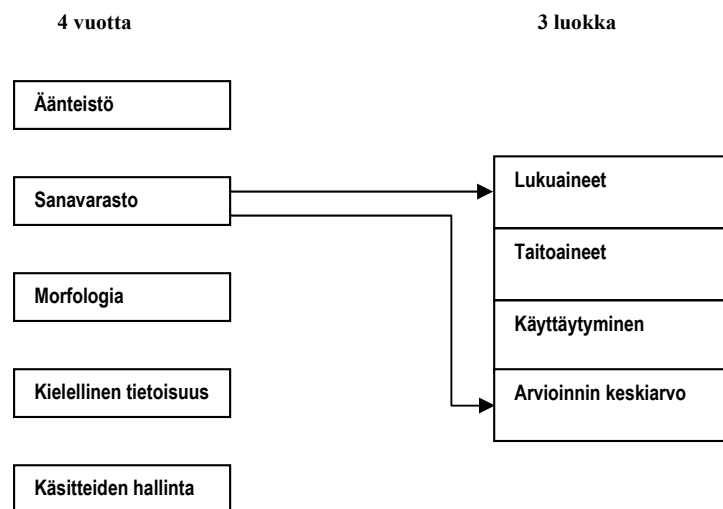 4 vuotta
3 luokka
Äänteistö
Sanavarasto
Morfologia
Kielellinen tietoisuus
Käsitteiden hallinta
Lukuaineet
Taitoaineet
Käyttäytyminen
Arvioinnin keskiarvo